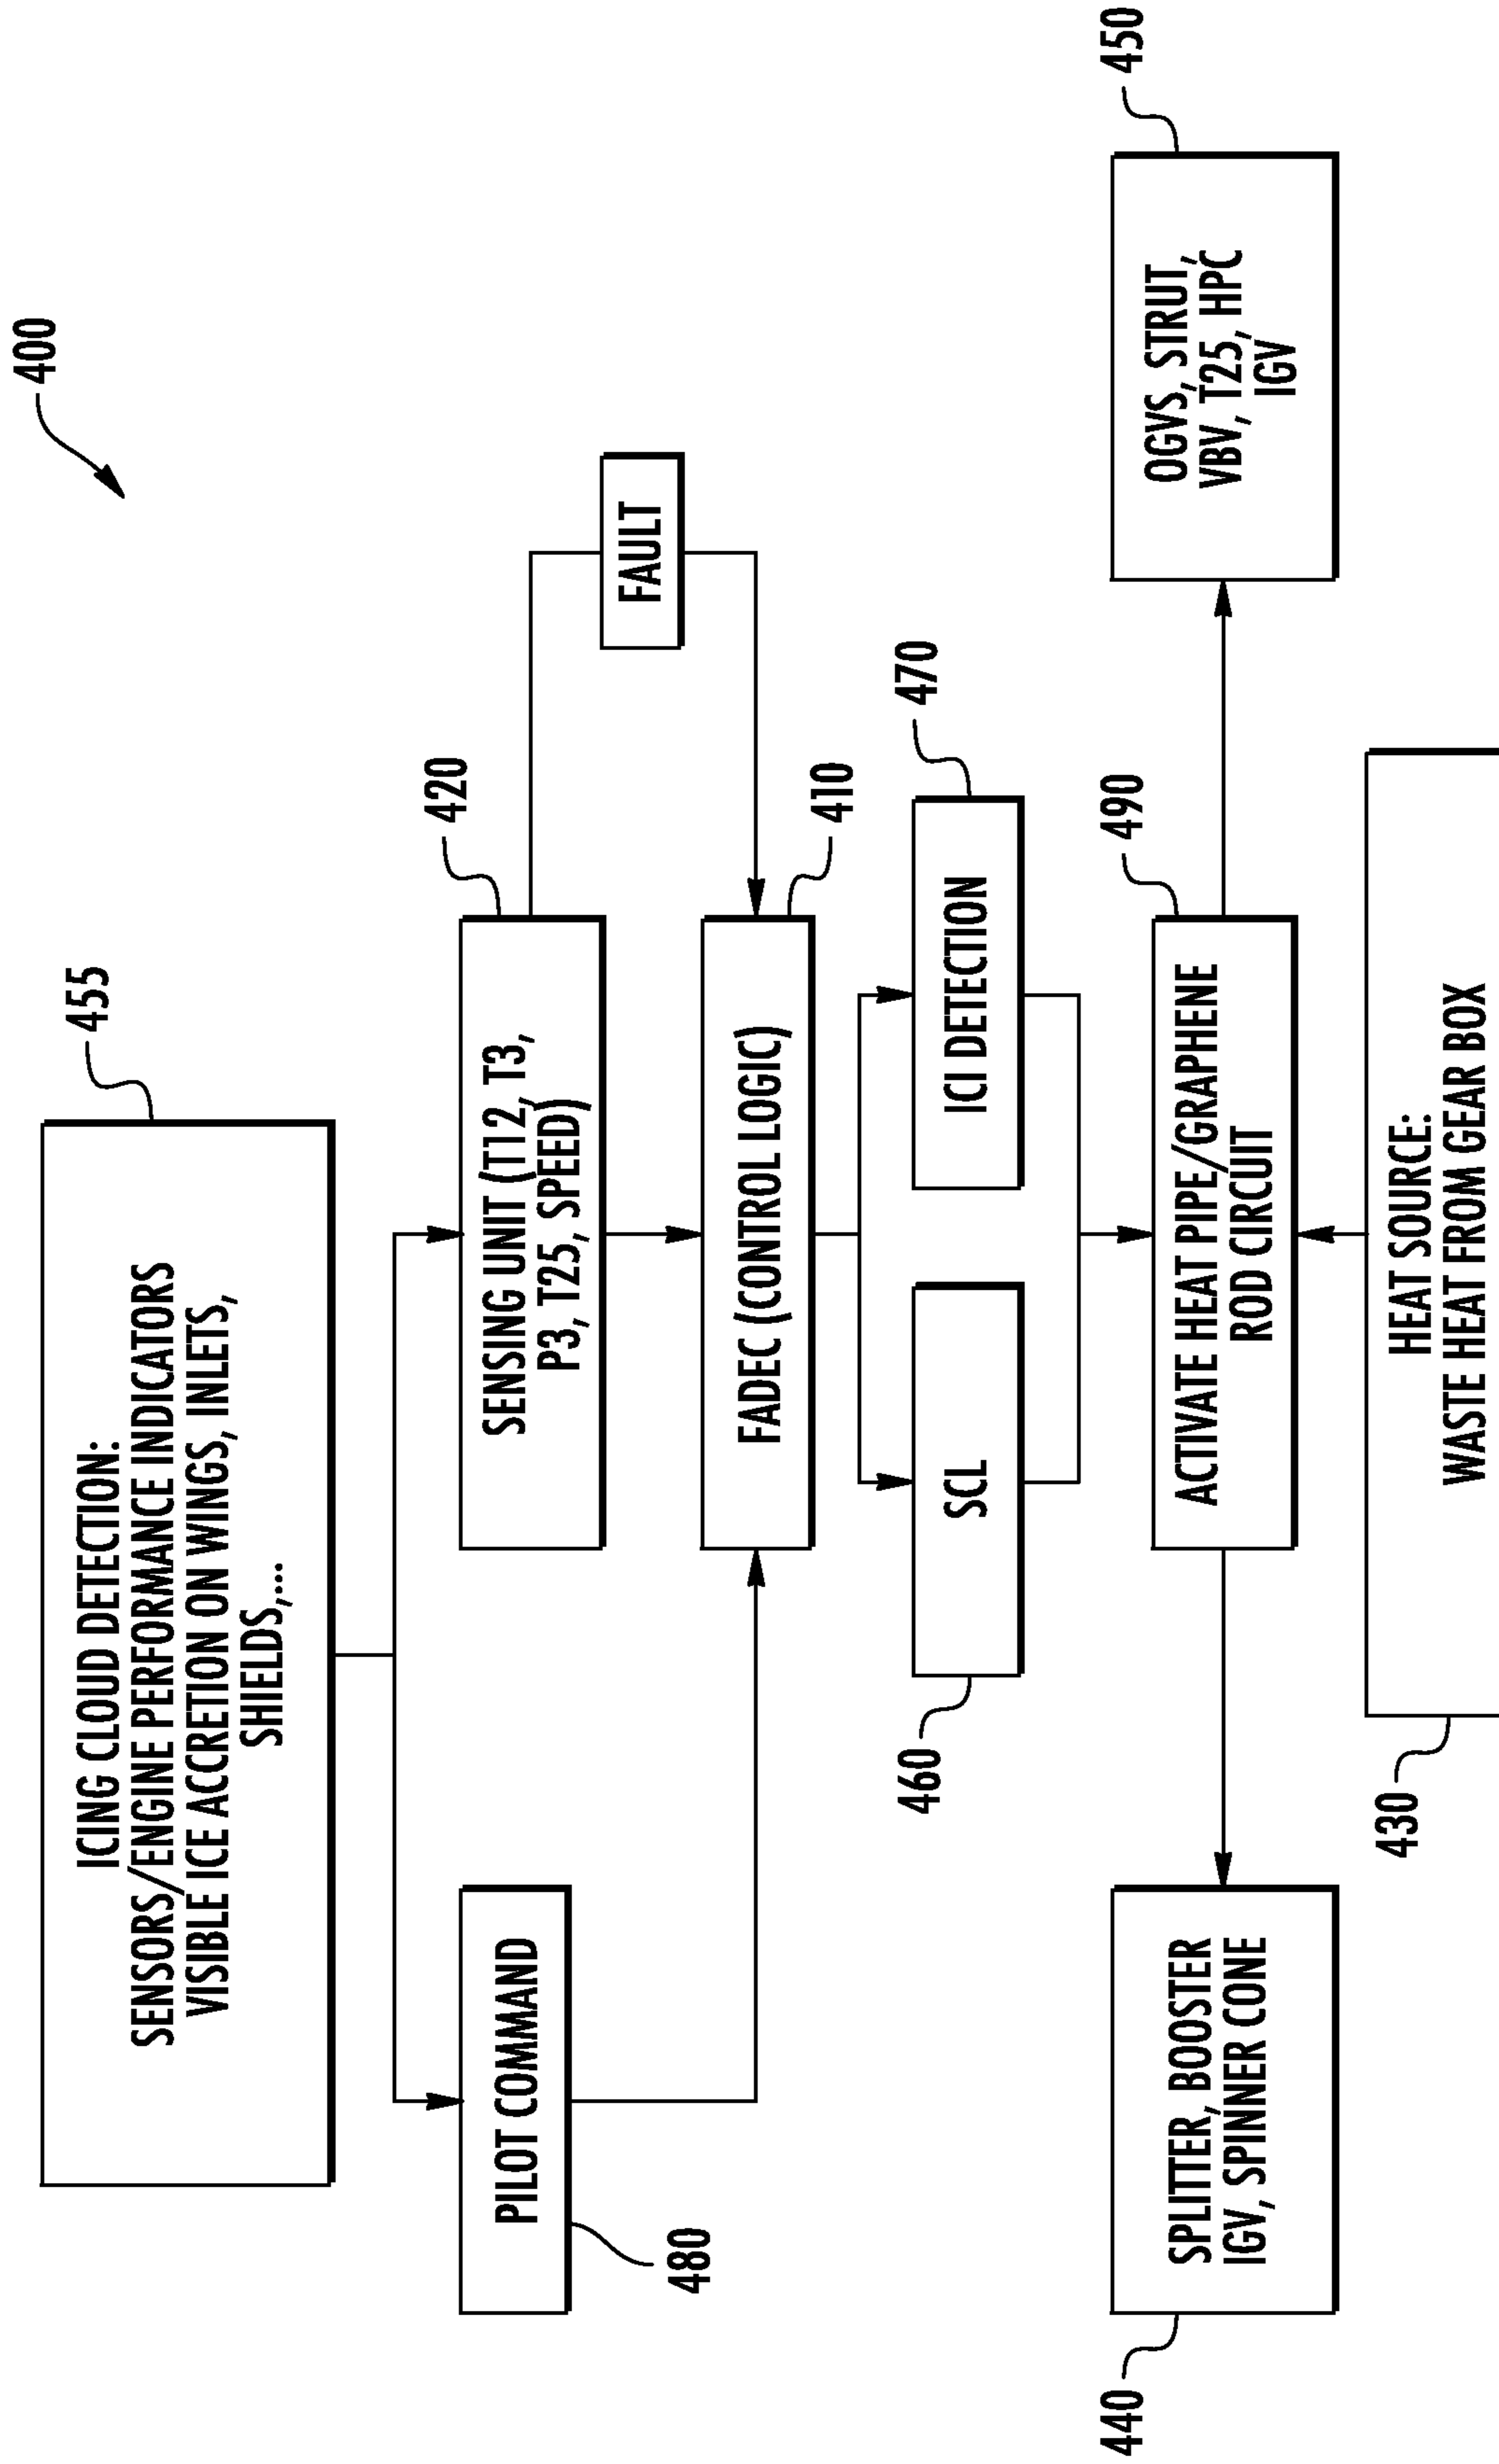 400
455
ICING CLOUD DETECTION:
SENSORS/ENGINE PERFORMANCE INDICATORS
VISIBLE ICE ACCRETION ON WINGS, INLETS,
SHIELDS,...
480
PILOT COMMAND
420
SENSING UNIT (T12, T3,
P3, T25, SPEED)
FAULT
410
FADEC (CONTROL LOGIC)
460
SCL
470
ICI DETECTION
490
ACTIVATE HEAT PIPE/GRAPHENE
ROD CIRCUIT
440
SPLITTER, BOOSTER
IGV, SPINNER CONE
450
OGVS, STRUT,
VBV, T25, HPC
IGV
430
HEAT SOURCE:
WASTE HEAT FROM GEAR BOX